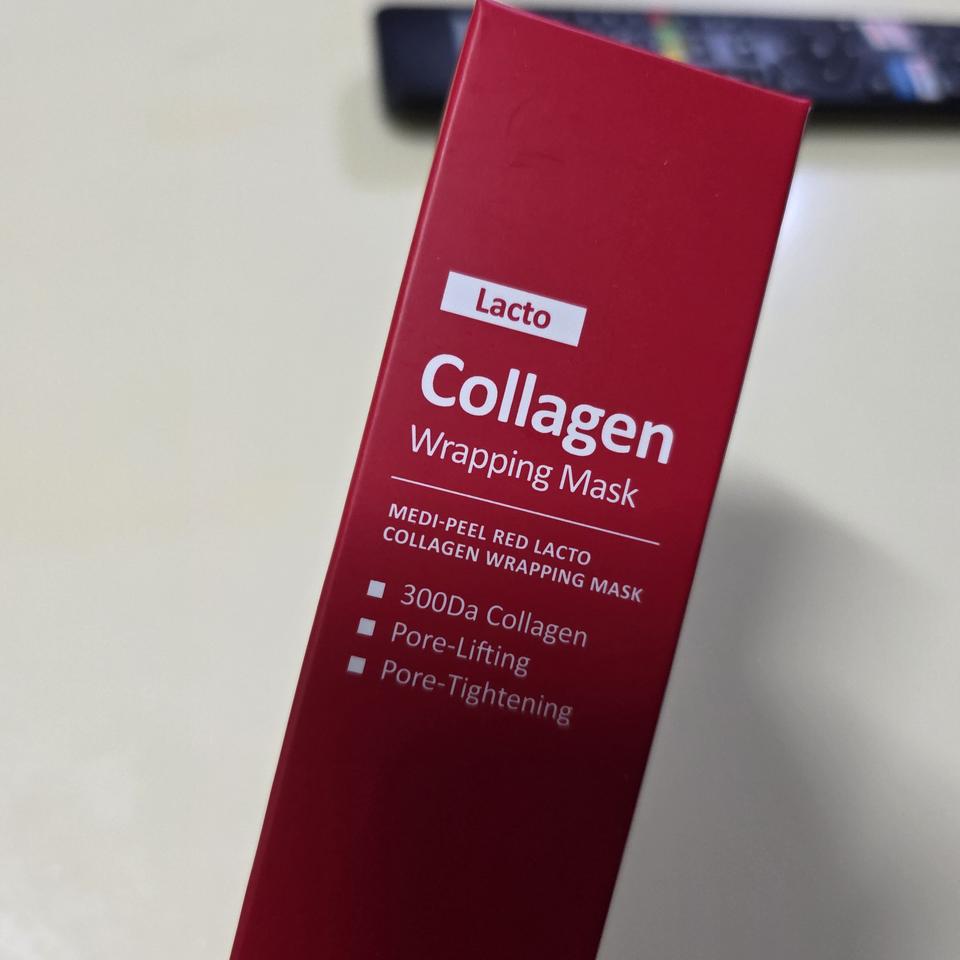 Lacto
Collagen
Wrapping Mask
MEDI-PEEL RED LACTO
COLLAGEN WRAPPING MASK
300Da Collagen
Pore-Lifting
Pore-Tightening